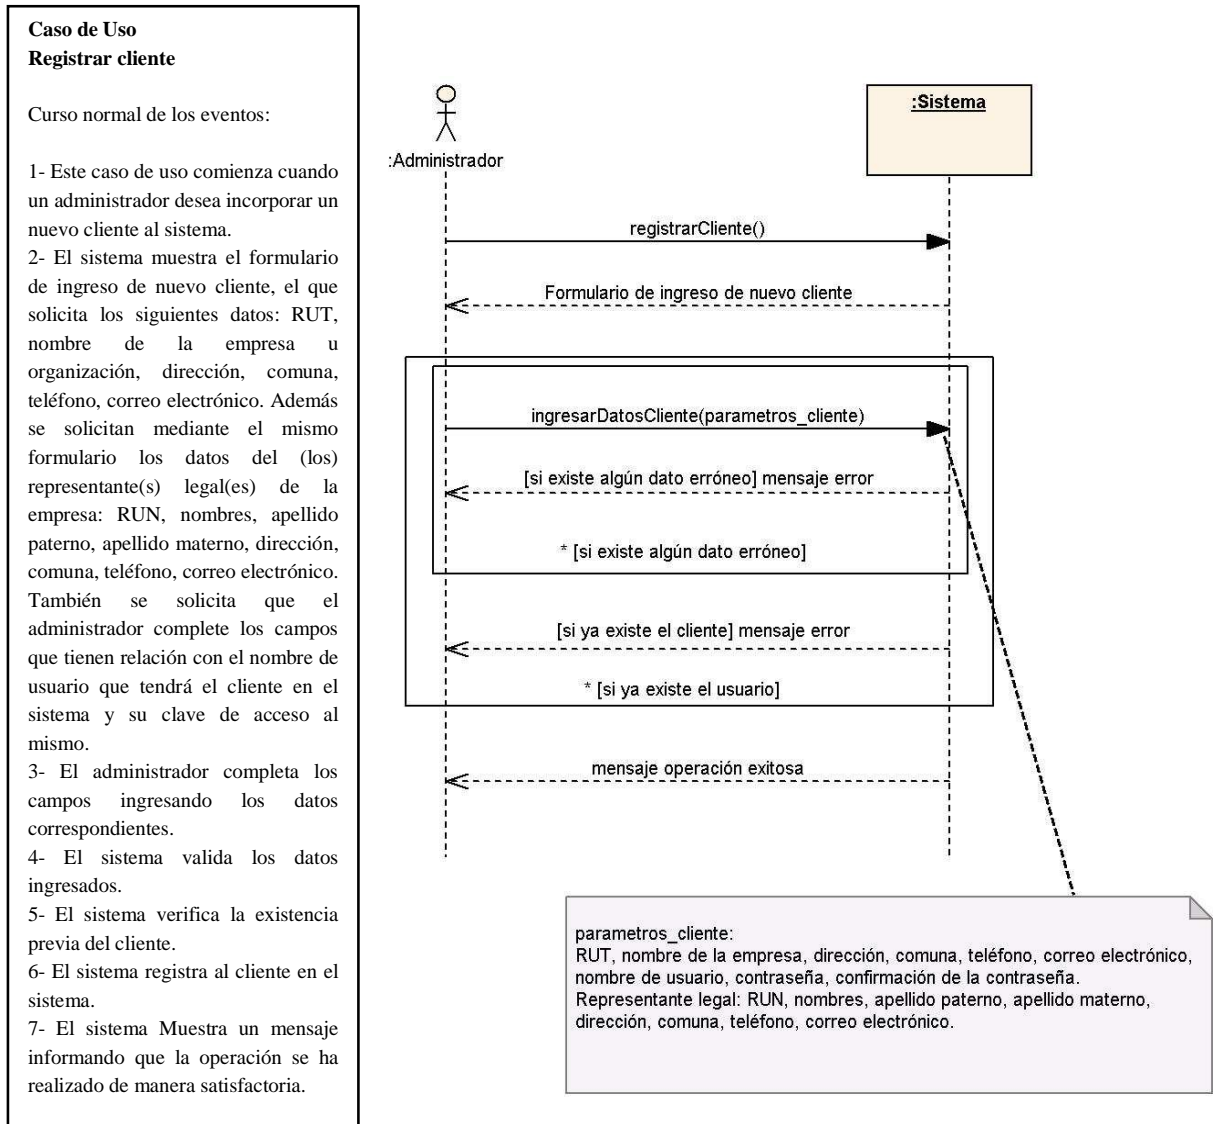 Caso de Uso
Registrar cliente
Curso normal de los eventos:
1- Este caso de uso comienza cuando
un administrador desea incorporar un
nuevo cliente al sistema.
2- El sistema muestra el formulario
de ingreso de nuevo cliente, el que
solicita los siguientes datos: RUT,
nombre de la empresa u
organización, dirección, comuna,
teléfono, correo electrónico. Además
se solicitan mediante el mismo
formulario los datos del (los)
representante(s) legal(es) de la
empresa: RUN, nombres, apellido
paterno, apellido materno, dirección,
comuna, teléfono, correo electrónico.
También se solicita que el
administrador complete los campos
que tienen relación con el nombre de
usuario que tendrá el cliente en el
sistema y su clave de acceso al
mismo.
3- El administrador completa los
campos ingresando los datos
correspondientes.
4- El sistema valida los datos
ingresados.
5- El sistema verifica la existencia
previa del cliente.
6- El sistema registra al cliente en el
sistema.
7- El sistema Muestra un mensaje
informando que la operación se ha
realizado de manera satisfactoria.
:Administrador
:Sistema
registrarCliente()
Formulario de ingreso de nuevo cliente
ingresarDatosCliente(parametros_cliente)
[si existe algún dato erróneo] mensaje error
* [si existe algún dato erróneo]
[si ya existe el cliente] mensaje error
* [si ya existe el usuario]
mensaje operación exitosa
parametros_cliente:
RUT, nombre de la empresa, dirección, comuna, teléfono, correo electrónico,
nombre de usuario, contraseña, confirmación de la contraseña.
Representante legal: RUN, nombres, apellido paterno, apellido materno,
dirección, comuna, teléfono, correo electrónico.